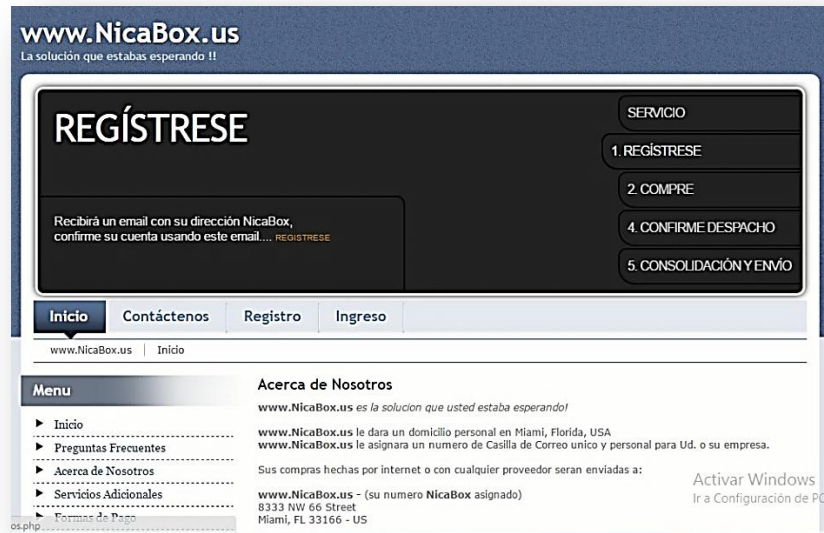 www.NicaBox.us
La solución que estabas esperando !!
REGÍSTRESE
Recibirá un email con su dirección NicaBox,
confirme su cuenta usando este email.... REGISTRESE
SERVICIO
1. REGÍSTRESE
2. COMPRE
4. CONFIRME DESPACHO
5. CONSOLIDACIÓN Y ENVÍO
Inicio Contáctenos Registro Ingreso
www.NicaBox.us Inicio
Menu
Inicio
Preguntas Frecuentes
Acerca de Nosotros
Servicios Adicionales
Formas de Pago
os.php
Acerca de Nosotros
www.NicaBox.us es la solucion que usted estaba esperando!
www.NicaBox.us le dara un domicilio personal en Miami, Florida, USA
www.NicaBox.us le asignara un numero de Casilla de Correo unico y personal para Ud. o su empresa.
Sus compras hechas por internet o con cualquier proveedor seran enviadas a:
www.NicaBox.us - (su numero NicaBox asignado)
8333 NW 66 Street
Miami, FL 33166 - US
Activar Windows
Ir a Configuración de PC